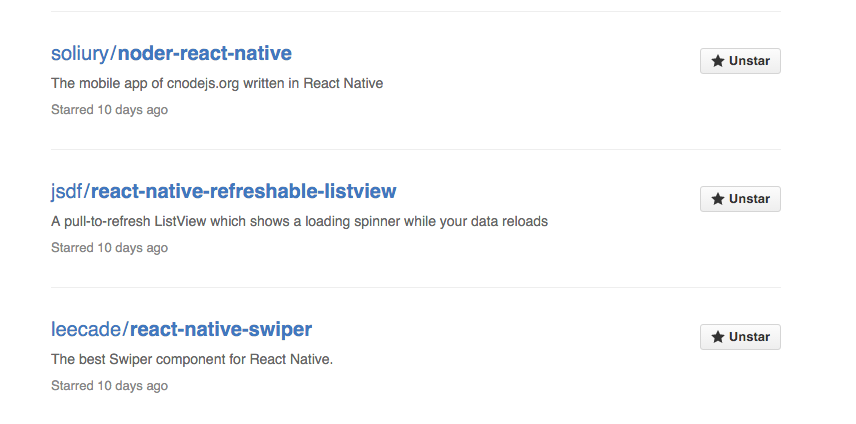 soliury/noder-react-native
Unstar
The mobile app of cnodejs.org written in React Native
Starred 10 days ago
jsdf/react-native-refreshable-listview
Unstar
A pull-to-refresh ListView which shows a loading spinner while your data reloads
Starred 10 days ago
leecade/react-native-swiper
Unstar
The best Swiper component for React Native.
Starred 10 days ago